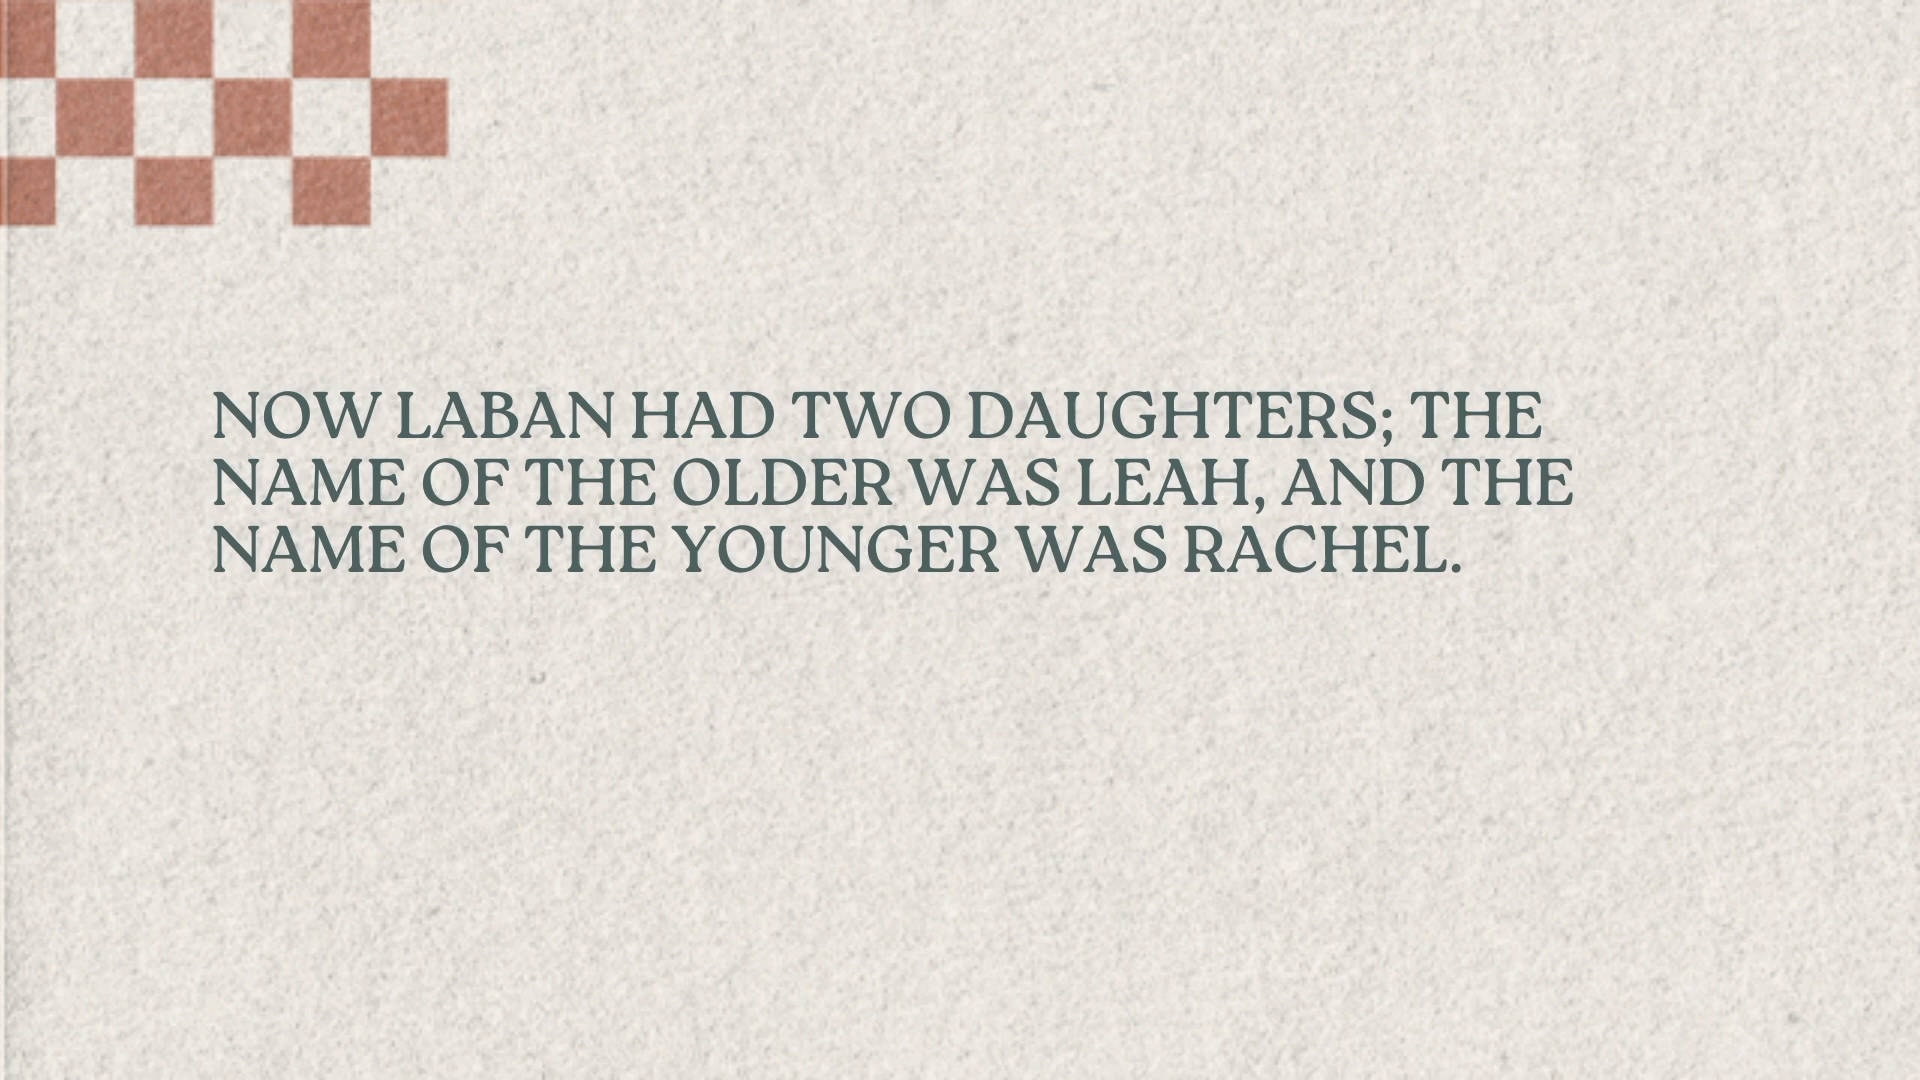 NOW LABAN HAD TWO DAUGHTERS; THE
NAME OF THE OLDER WAS LEAH, AND THE
NAME OF THE YOUNGER WAS RACHEL.